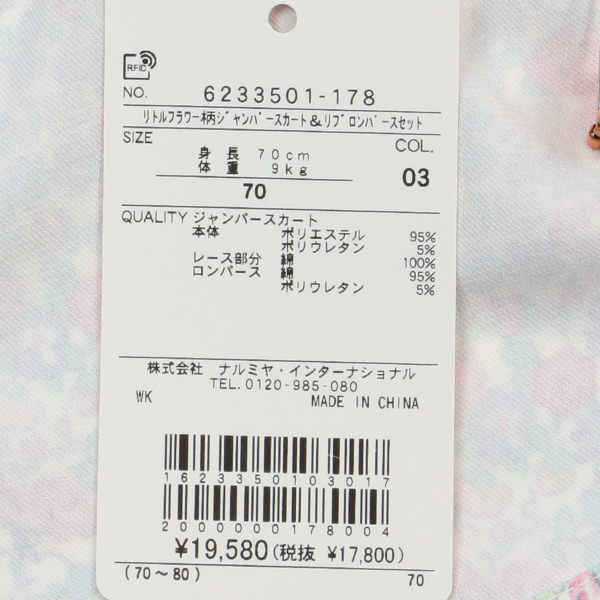 RFID
NO. 6233501-178
リトルフラワー柄ジャンパースカート&リブロンパースセット
SIZE COL.
身長 70cm
体重 9kg
70 03
QUALITY ジャンパースカート
本体 ポリエステル 95%
ポリウレタン 5%
レース部分 綿 100%
ロンパース 綿 95%
ポリウレタン 5%
株式会社 ナルミヤ・インターナショナル
TEL.0120-985-080
WK MADE IN CHINA
1623350103017
2000000178004
¥19,580(税抜 ¥17,800)
(70~80) 70